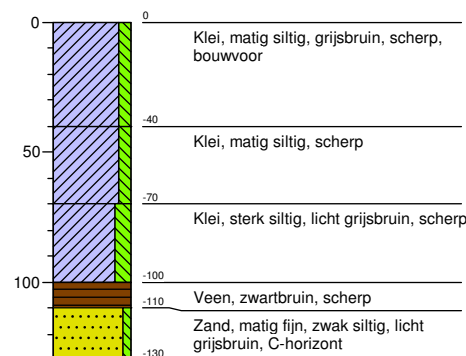 0
0
Klei, matig siltig, grijsbruin, scherp,
bouwvoor
-40
Klei, matig siltig, scherp
50
-70
Klei, sterk siltig, licht grijsbruin, scherp
100
-100
Veen, zwartbruin, scherp
-110
Zand, matig fijn, zwak siltig, licht
grijsbruin, C-horizont
-130